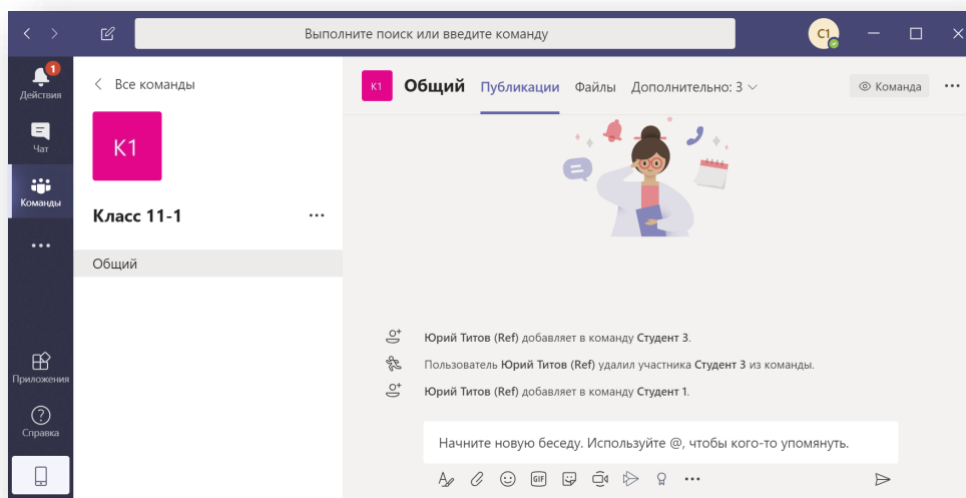 Выполните поиск или введите команду
С1
1
Действия
Чат
Команды
Приложения
Справка
Все команды
К1
Класс 11-1
Общий
К1
Общий
Публикации
Файлы
Дополнительно: 3
Команда
Юрий Титов (Ref) добавляет в команду Студент 3.
Пользователь Юрий Титов (Ref) удалил участника Студент 3 из команды.
Юрий Титов (Ref) добавляет в команду Студент 1.
Начните новую беседу. Используйте @, чтобы кого-то упомянуть.
GIF